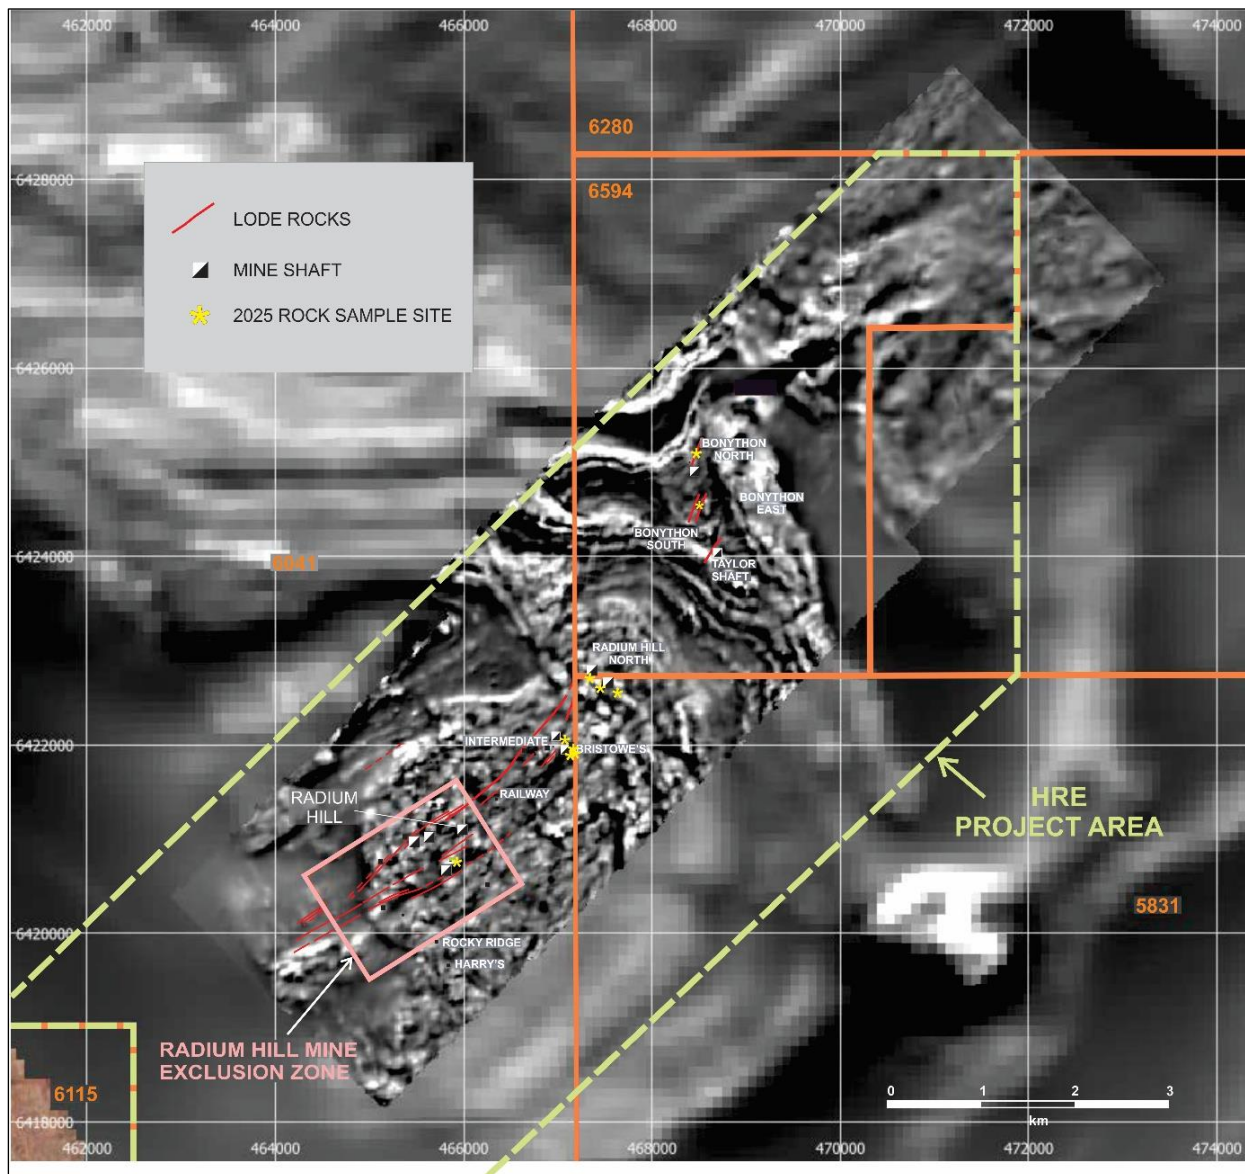 462000
464000
466000
468000
470000
472000
474000
6280
6428000
6594
LODE ROCKS
MINE SHAFT
2025 ROCK SAMPLE SITE
6426000
BONYTHON
NORTH
BONYTHON
EAST
BONYTHON
SOUTH
6424000
6041
TAYLOR
SHAFT
RADIUM HILL
NORTH
6422000
INTERMEDIATE
BRISTOWE'S
RAILWAY
RADIUM
HILL
HRE
PROJECT AREA
5831
6420000
ROCKY RIDGE
HARRY'S
RADIUM HILL MINE
EXCLUSION ZONE
6115
0
1
2
3
km
6418000
462000
464000
466000
468000
470000
472000
474000